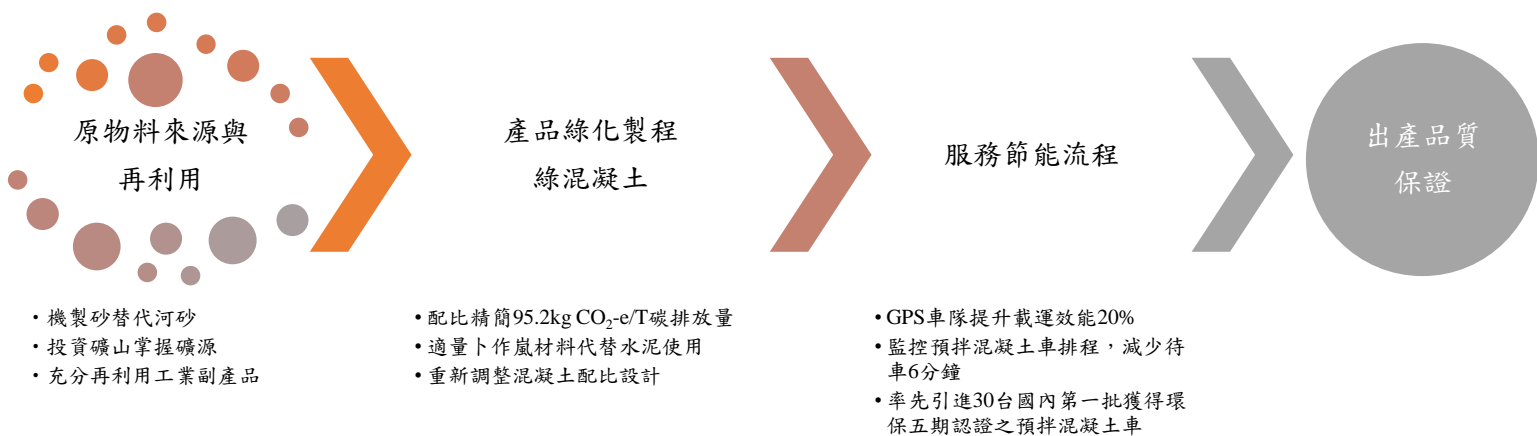 原物料來源與
再利用
產品綠化製程
綠混凝土
服務節能流程
出產品質
保證
・機製砂替代河砂
・投資礦山掌握礦源
・充分再利用工業副產品
• 配比精簡95.2kg CO₂-e/T碳排放量
• 適量卜作嵐材料代替水泥使用
• 重新調整混凝土配比設計
• GPS車隊提升載運效能20%
• 監控預拌混凝土車排程，減少待
車6分鐘
• 率先引進30台國內第一批獲得環
保五期認證之預拌混凝土車